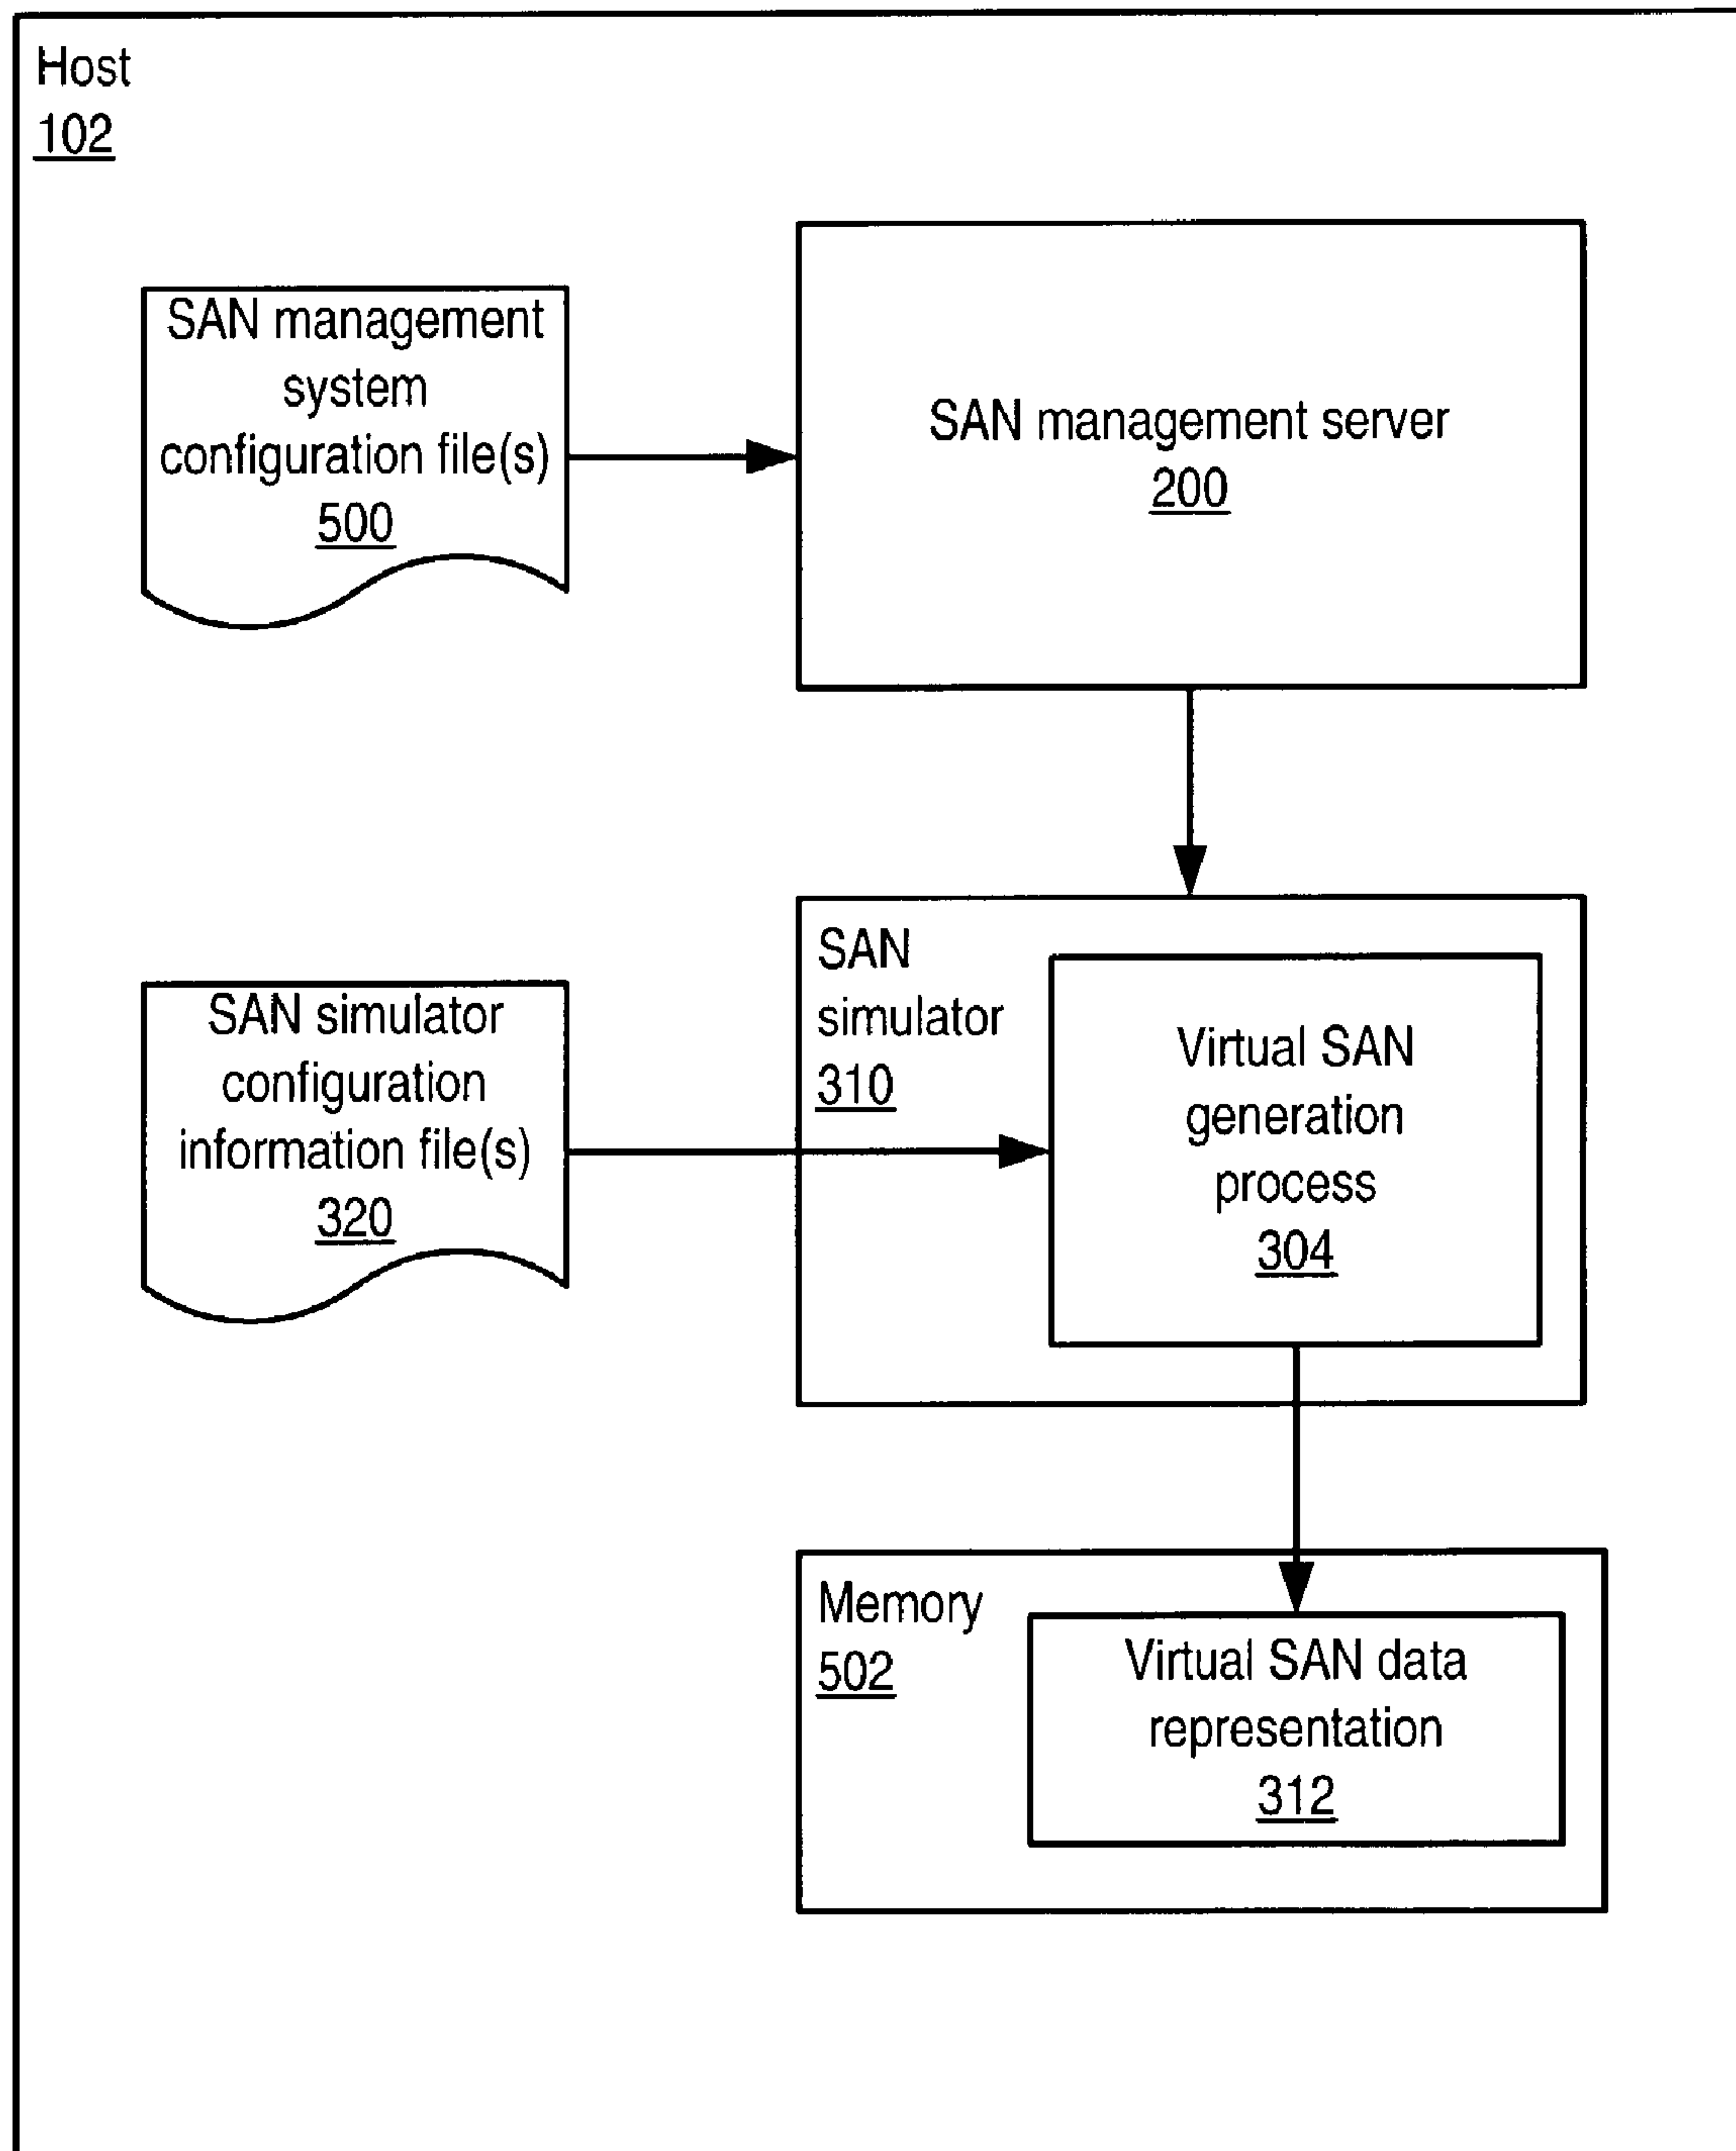 Host
102
SAN management
system
configuration file(s)
500
SAN management server
200
SAN simulator
configuration
information file(s)
320
SAN
simulator
310
Virtual SAN
generation
process
304
Memory
502
Virtual SAN data
representation
312